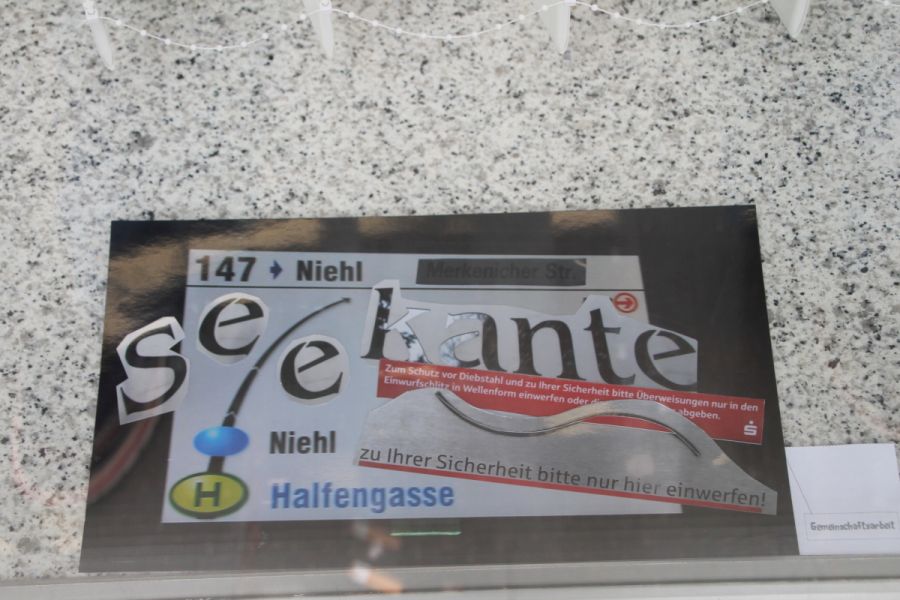 147 → Niehl
Merkenicher Str.
seekante
Zum Schutz vor Diebstahl und zu Ihrer Sicherheit bitte Überweisungen nur in den
Einwurfschlitz in Wellenform einwerfen oder abgeben.
zu Ihrer Sicherheit bitte nur hier einwerfen!
Niehl
H Halfengasse
Gemeinschaftsarbeit